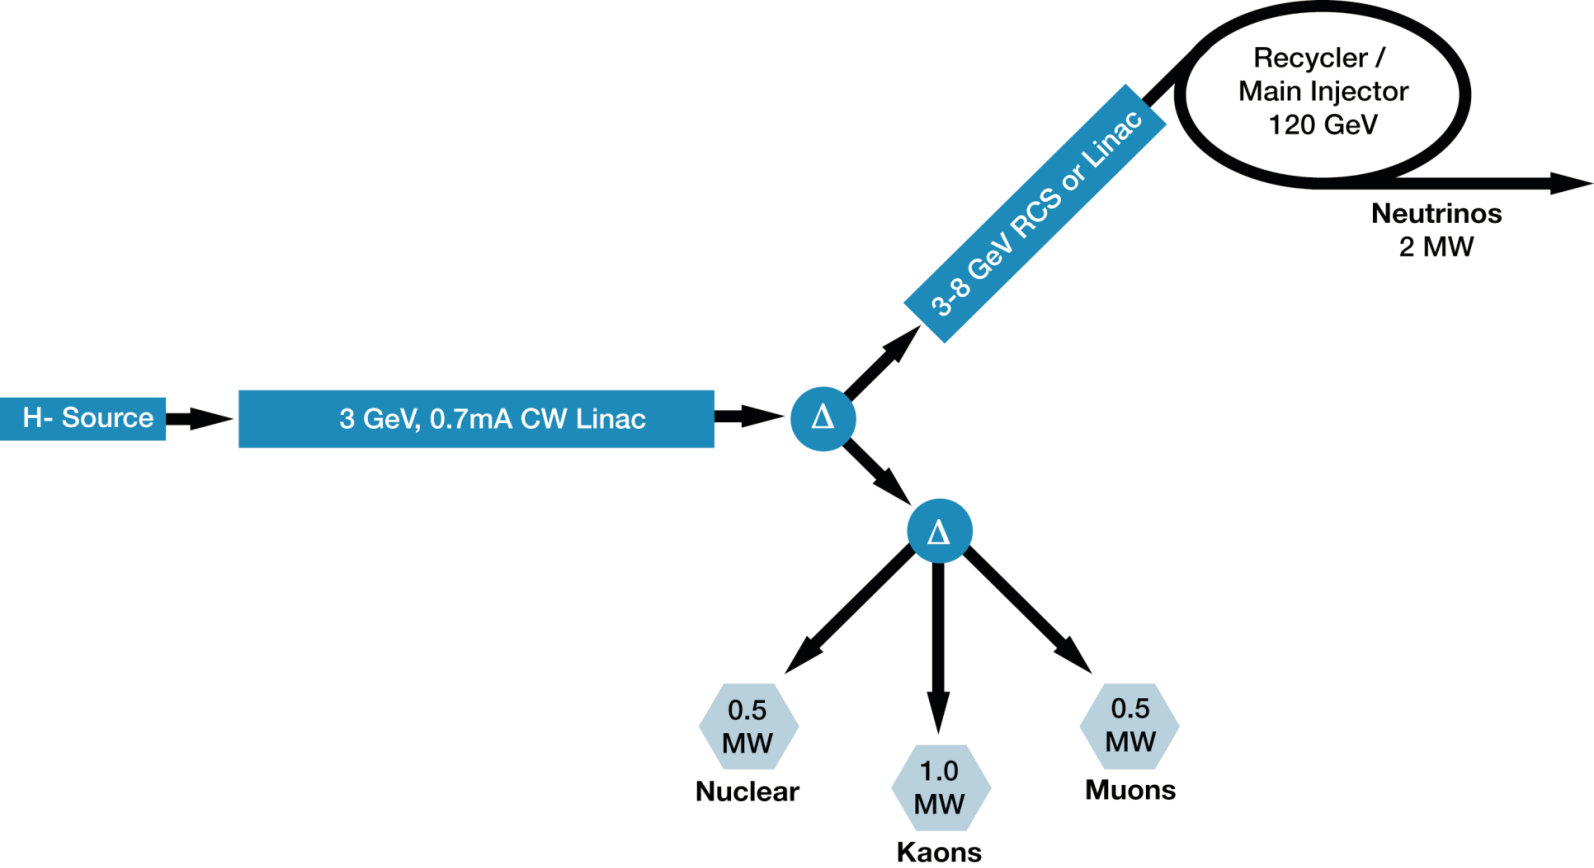 Recycler /
Main Injector
120 GeV
3-8 GeV RCS or Linac
Neutrinos
2 MW
H- Source
3 GeV, 0.7mA CW Linac
Δ
Δ
0.5
MW
Nuclear
1.0
MW
Kaons
0.5
MW
Muons